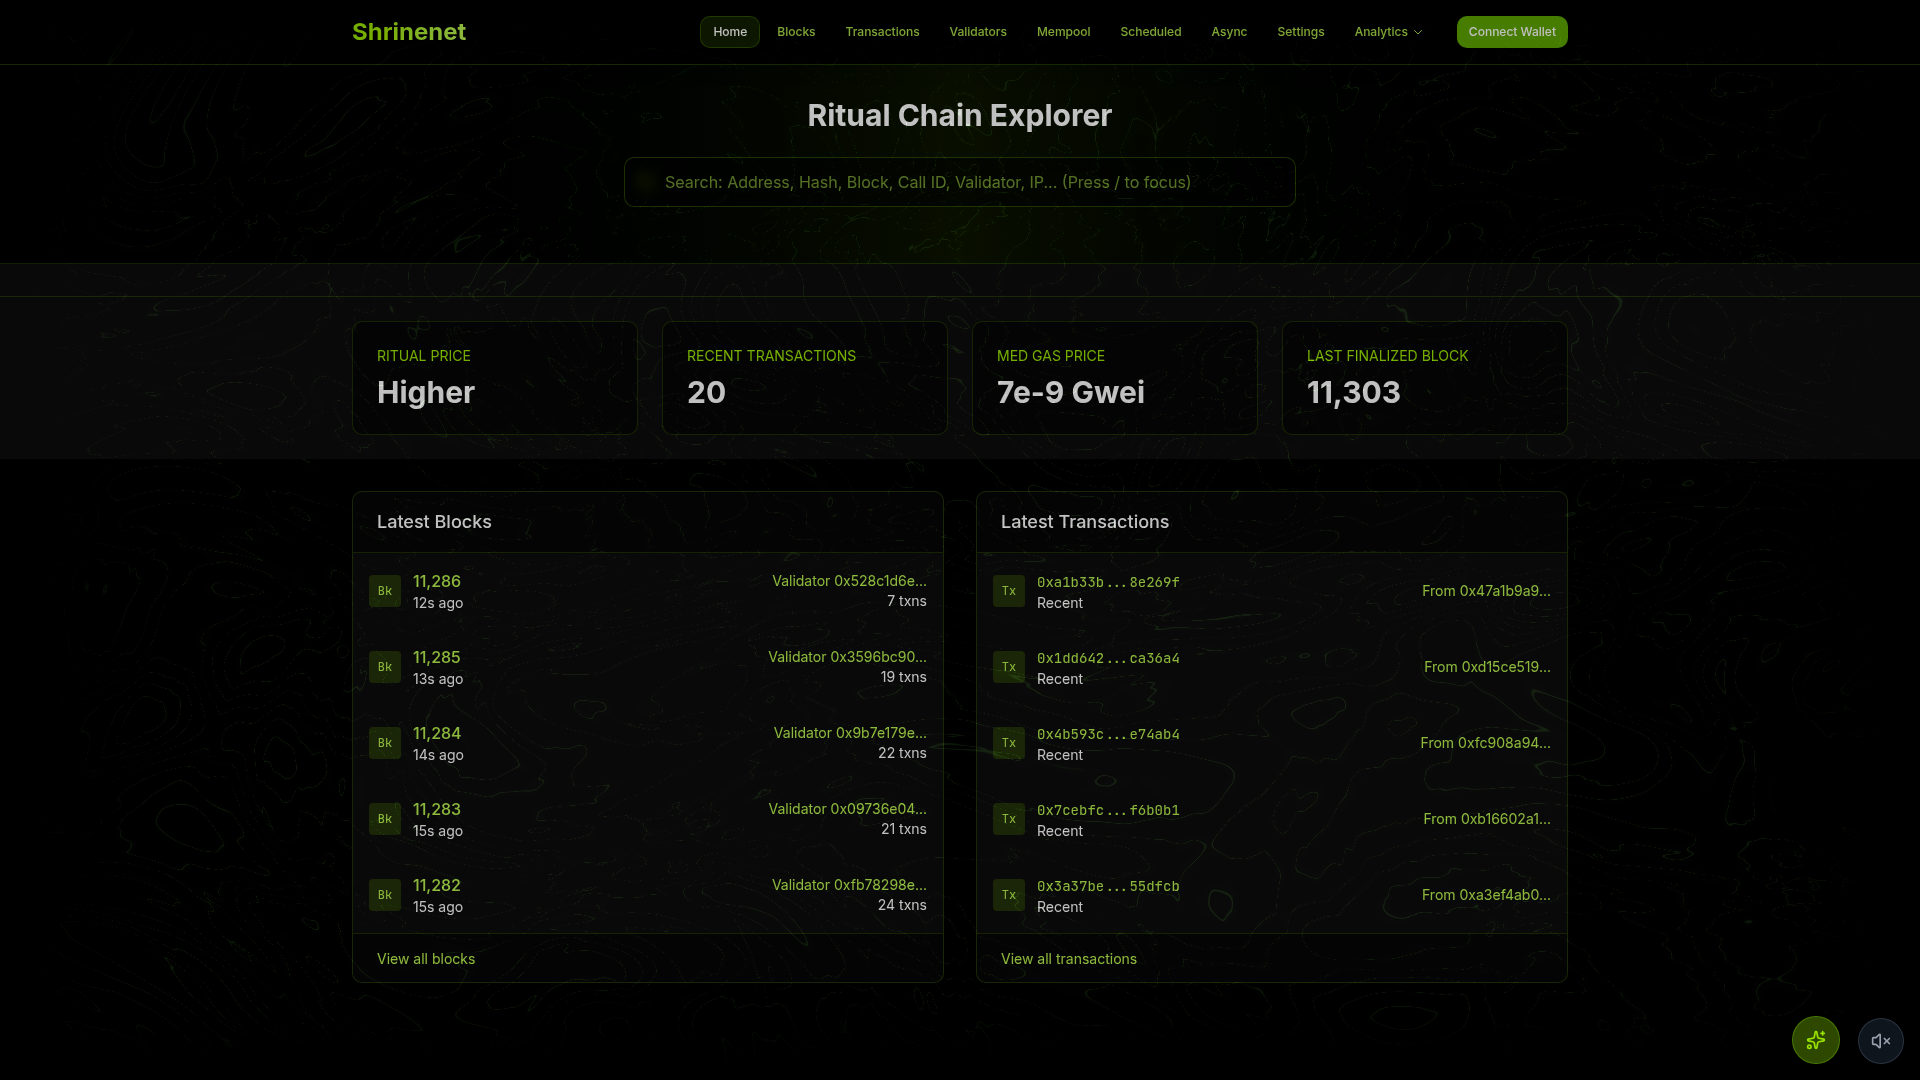 Shrinenet
Home Blocks Transactions Validators Mempool Scheduled Async Settings Analytics Connect Wallet
Ritual Chain Explorer
Search: Address, Hash, Block, Call ID, Validator, IP... (Press / to focus)
RITUAL PRICE
Higher
RECENT TRANSACTIONS
20
MED GAS PRICE
7e-9 Gwei
LAST FINALIZED BLOCK
11,303
Latest Blocks
Bk 11,286 Validator 0x528c1d6e...
12s ago 7 txns
Bk 11,285 Validator 0x3596bc90...
13s ago 19 txns
Bk 11,284 Validator 0x9b7e179e...
14s ago 22 txns
Bk 11,283 Validator 0x09736e04...
15s ago 21 txns
Bk 11,282 Validator 0xfb78298e...
15s ago 24 txns
View all blocks
Latest Transactions
Tx 0xa1b33b...8e269f From 0x47a1b9a9...
Recent
Tx 0x1dd642...ca36a4 From 0xd15ce519...
Recent
Tx 0x4b593c...e74ab4 From 0xfc908a94...
Recent
Tx 0x7cebfc...f6b0b1 From 0xb16602a1...
Recent
Tx 0x3a37be...55dfcb From 0xa3ef4ab0...
Recent
View all transactions